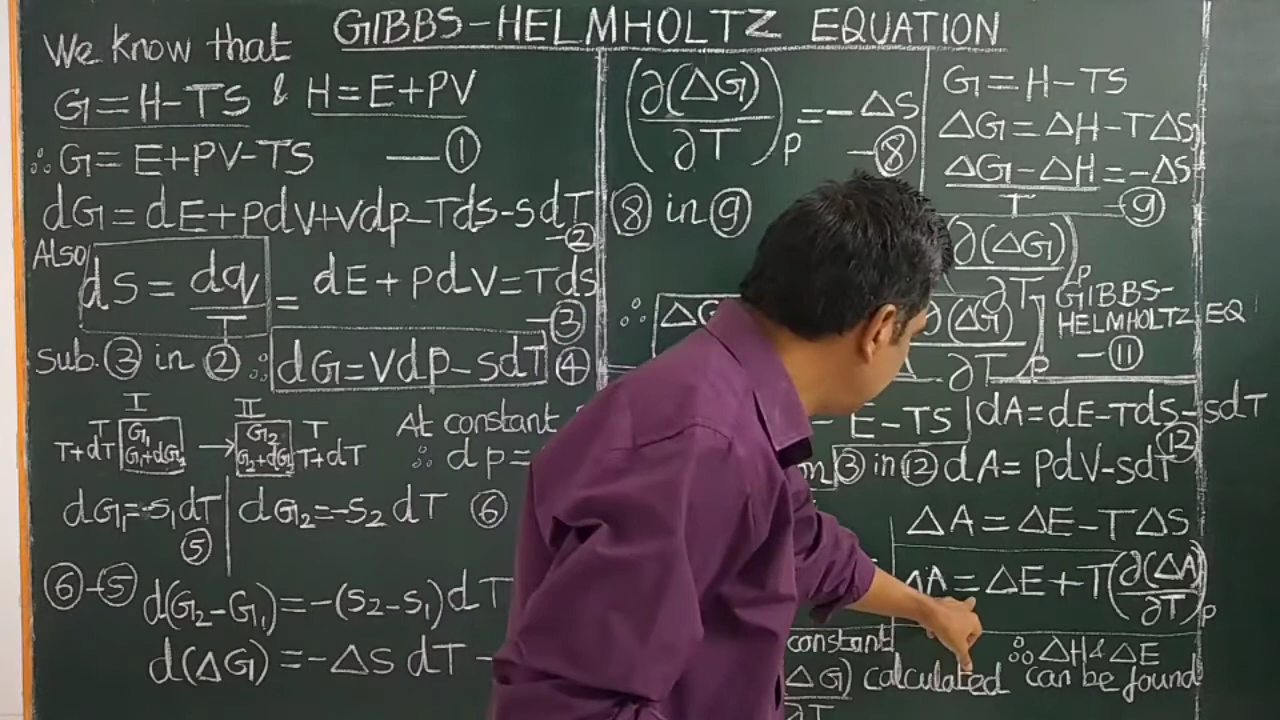 GIBBS-HELMHOLTZ EQUATION
We know that
G = H-TS & H = E+PV
∴ G = E+PV-TS —①
dG = dE+PdV+Vdp-Tds-sdT
-②
Also
dS = dq/T = dE + PdV = Tds
-③
sub. ③ in ② ∴ dG = Vdp-sdT ④
I II
T G₁ → G₂ T
T+dT G₁+dG₁ G₂+dG₂ T+dT
At constant
∴ dp=
dG₁=-s₁dT dG₂=-s₂dT ⑥
⑤
⑥-⑤ d(G₂-G₁)=-(s₂-s₁)dT
d(ΔG)=-Δs dT -
(∂(ΔG)/∂T)p = -ΔS
-⑧
⑧ in ⑨
G = H-TS
ΔG = ΔH-TΔS
ΔG-ΔH/T = -ΔS
-⑨
∂(ΔG)/∂T)p
∴ ΔG
∂(ΔG)/∂T]p
GIBBS-
HELMHOLTZ EQ
-⑪
- E-TS dA = dE-Tds-sdT
⑫
③ in ⑫ dA = PdV-sdT
ΔA = ΔE-TΔS
ΔA = ΔE+T(∂(ΔA)/∂T)p
constant
ΔG) calculated
∂T
∴ ΔH & ΔE
can be found